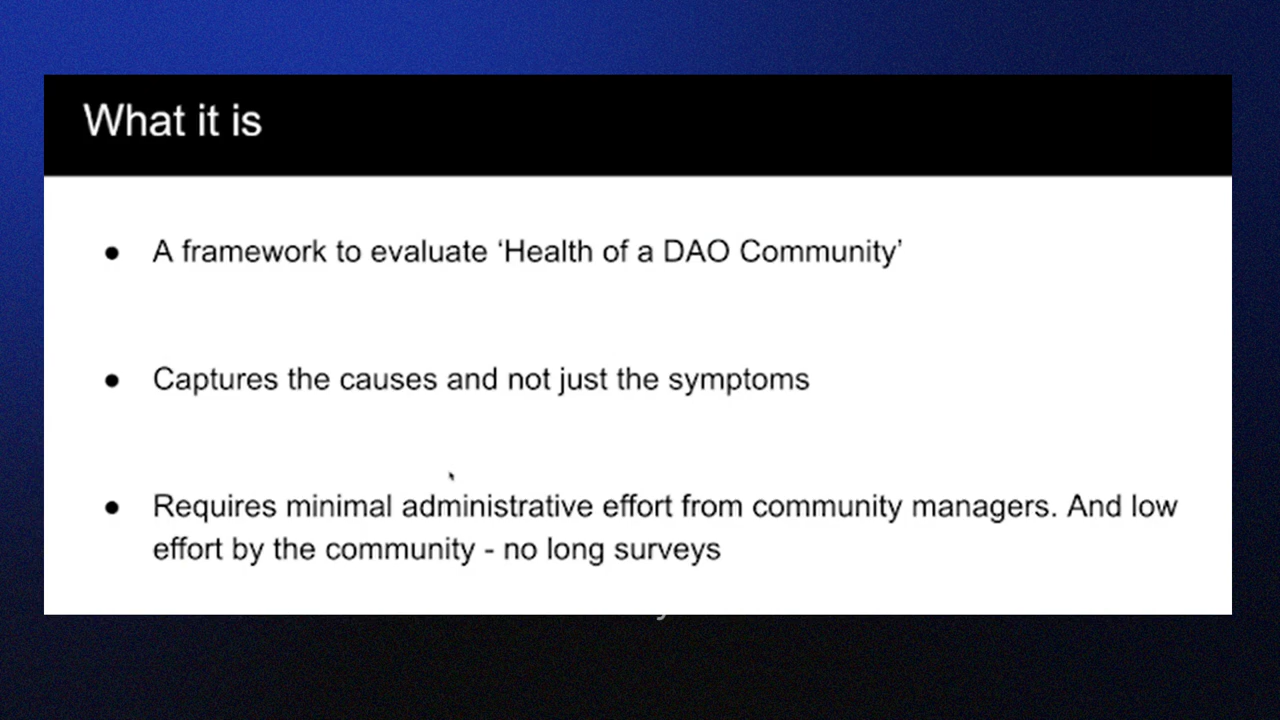 What it is
● A framework to evaluate ‘Health of a DAO Community’
● Captures the causes and not just the symptoms
● Requires minimal administrative effort from community managers. And low
effort by the community - no long surveys